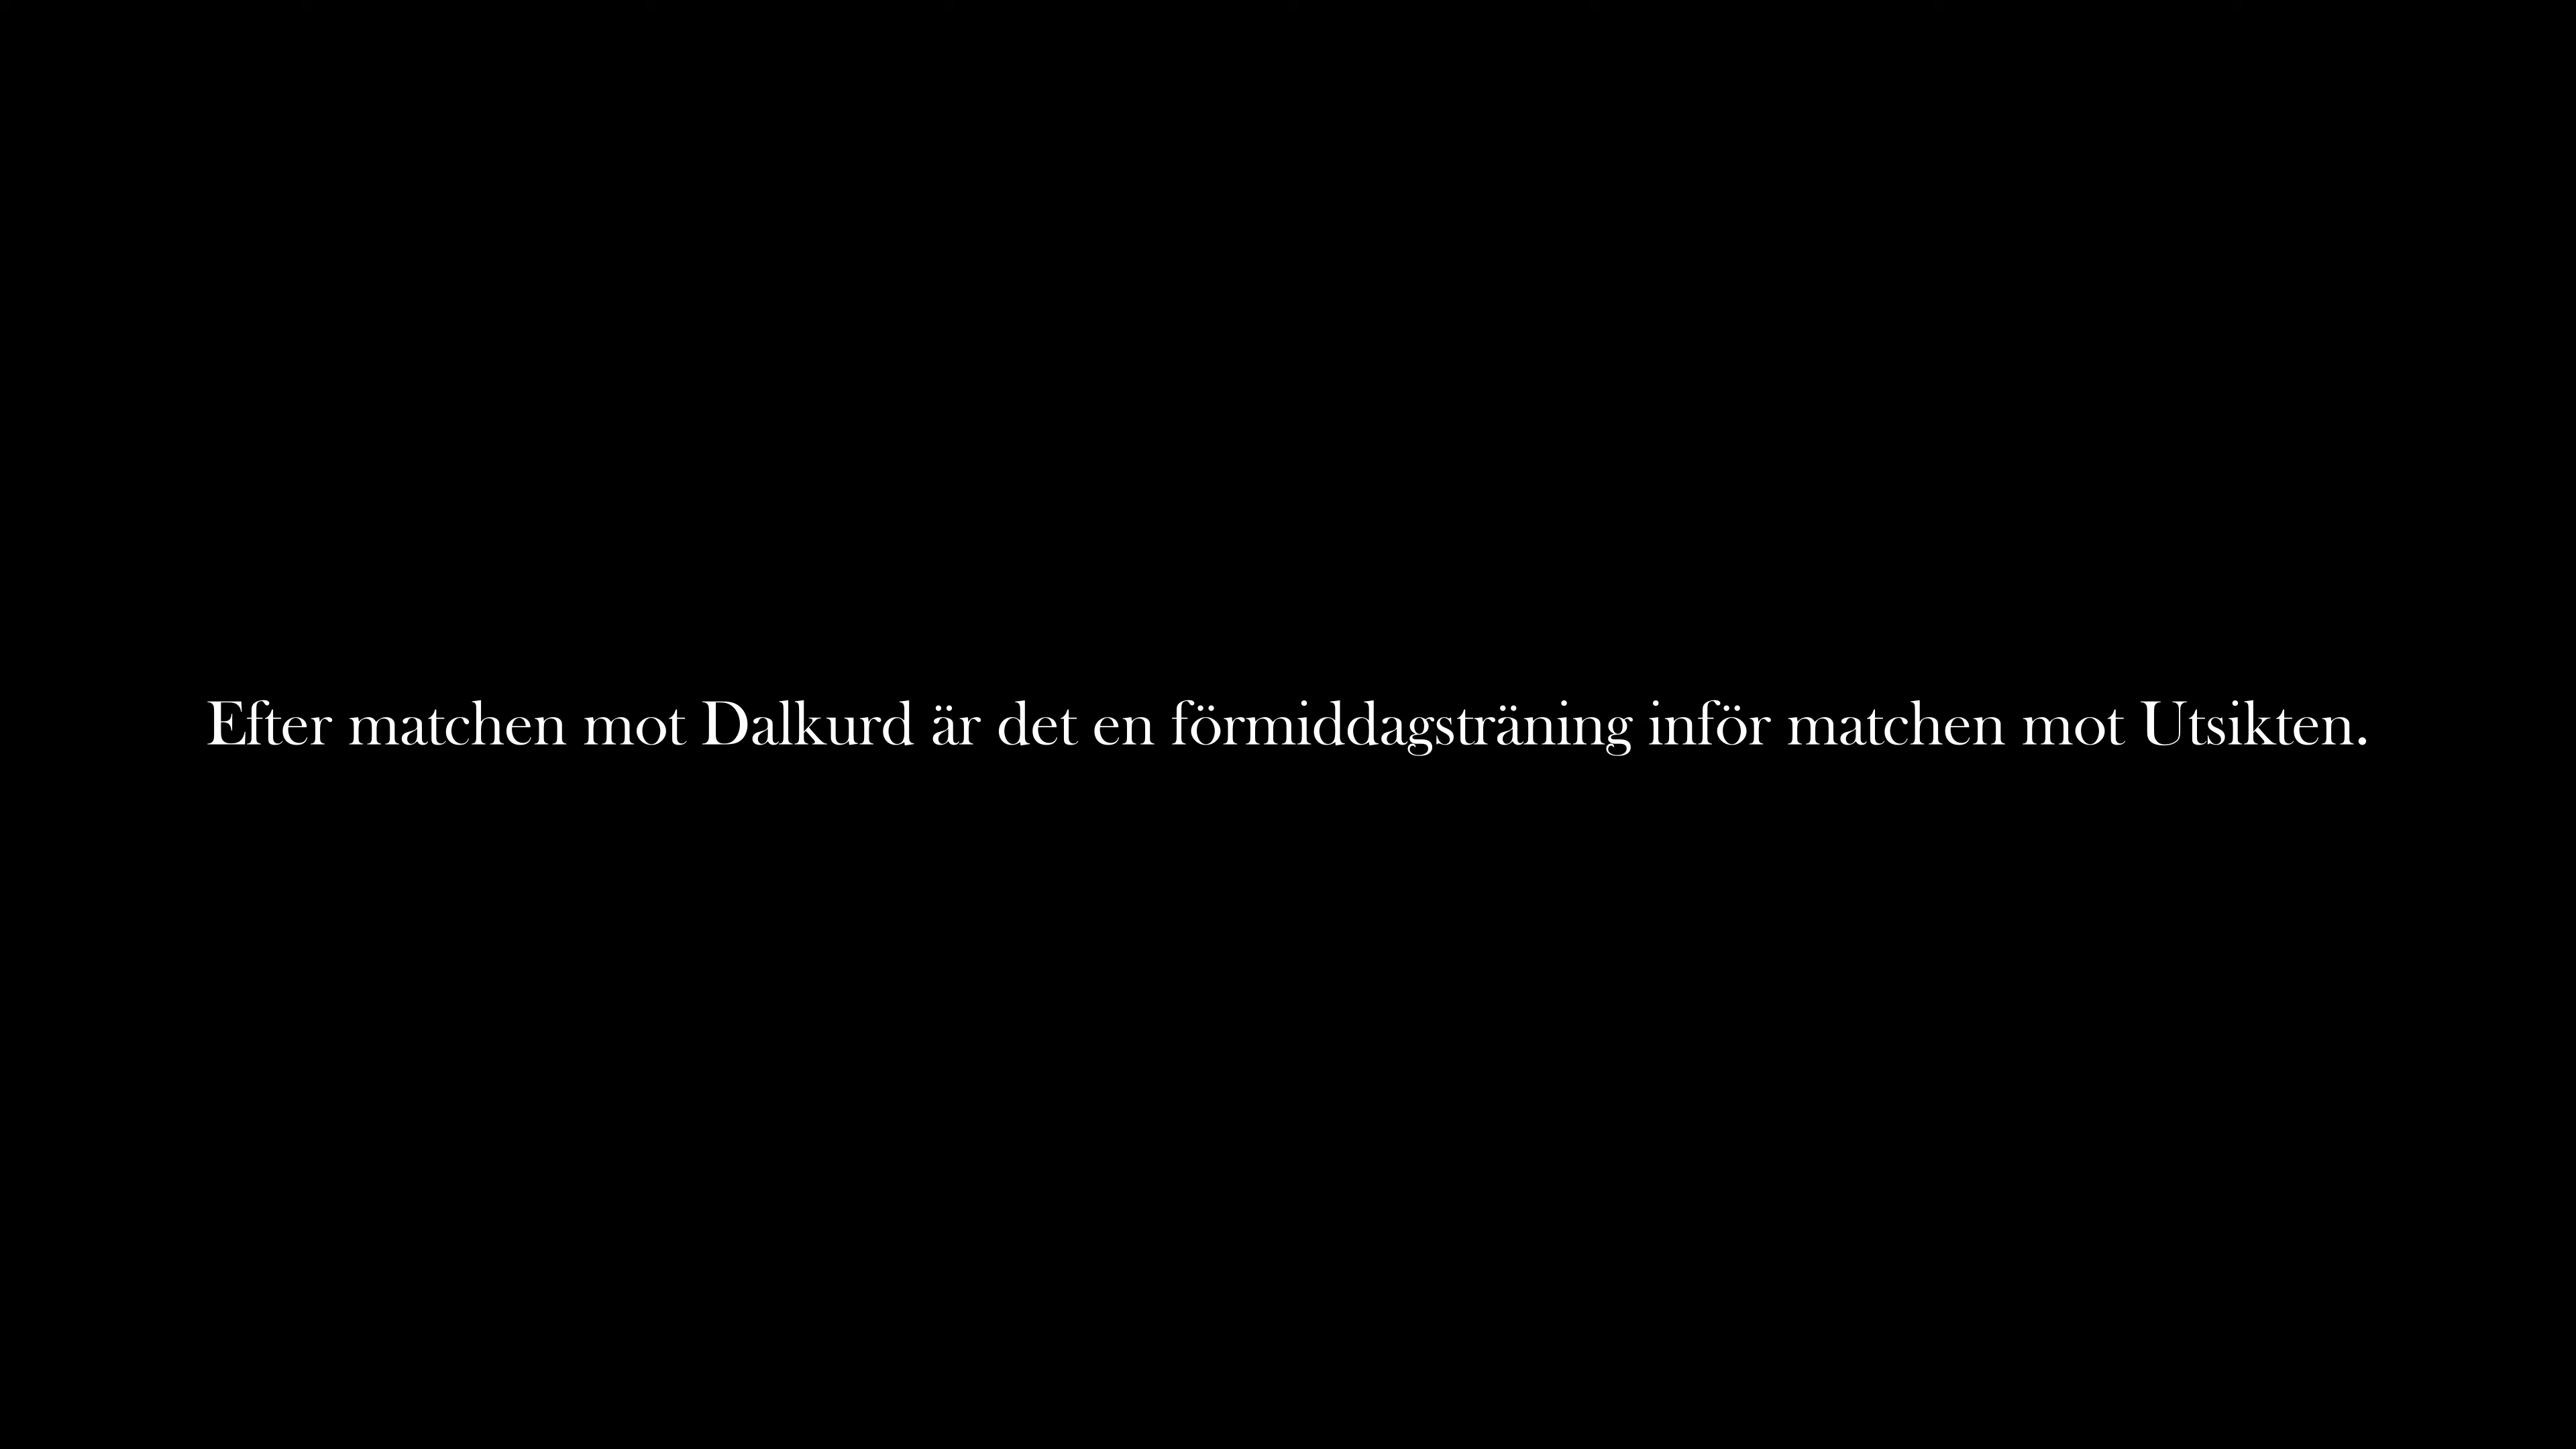 Efter matchen mot Dalkurd är det en förmiddagsträning inför matchen mot Utsikten.